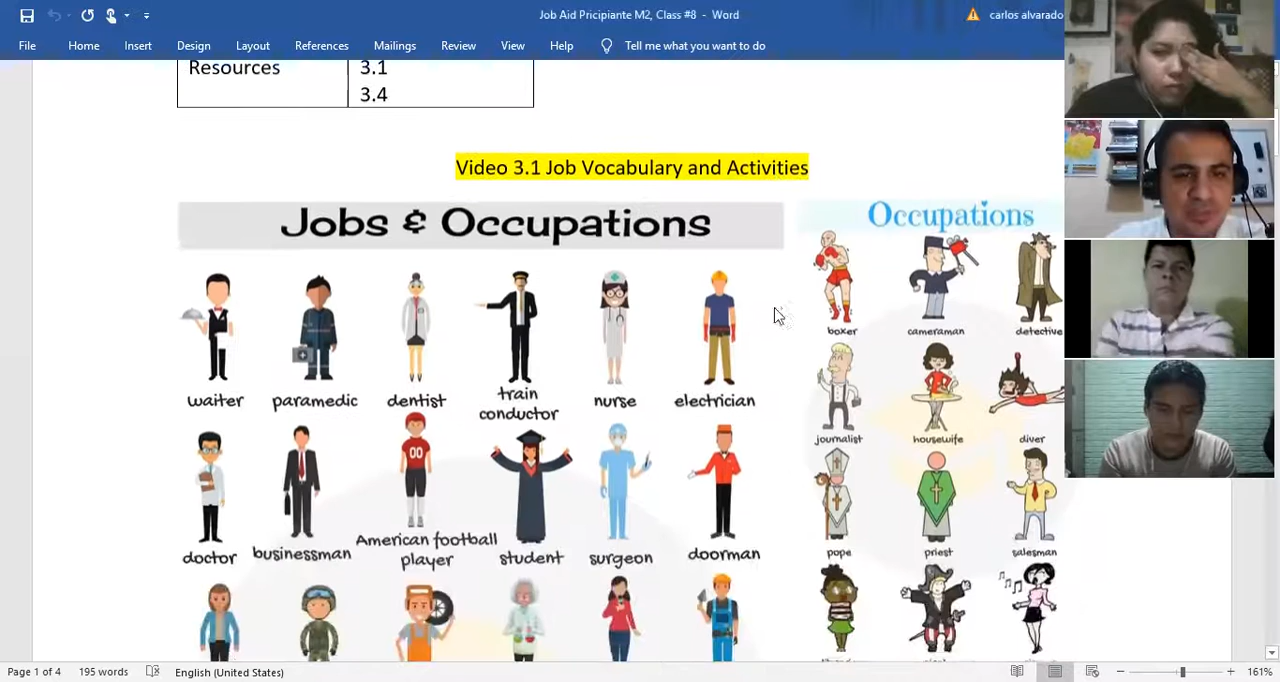 Job Aid Pricipiante M2, Class #8 - Word
carlos alvarado
File Home Insert Design Layout References Mailings Review View Help Tell me what you want to do
Resources 3.1
3.4
Video 3.1 Job Vocabulary and Activities
Jobs & Occupations
waiter paramedic dentist train conductor nurse electrician
doctor businessman American football player student surgeon doorman
00
Occupations
boxer cameraman detective
journalist housewife diver
pope priest salesman
Page 1 of 4 195 words English (United States) 161%